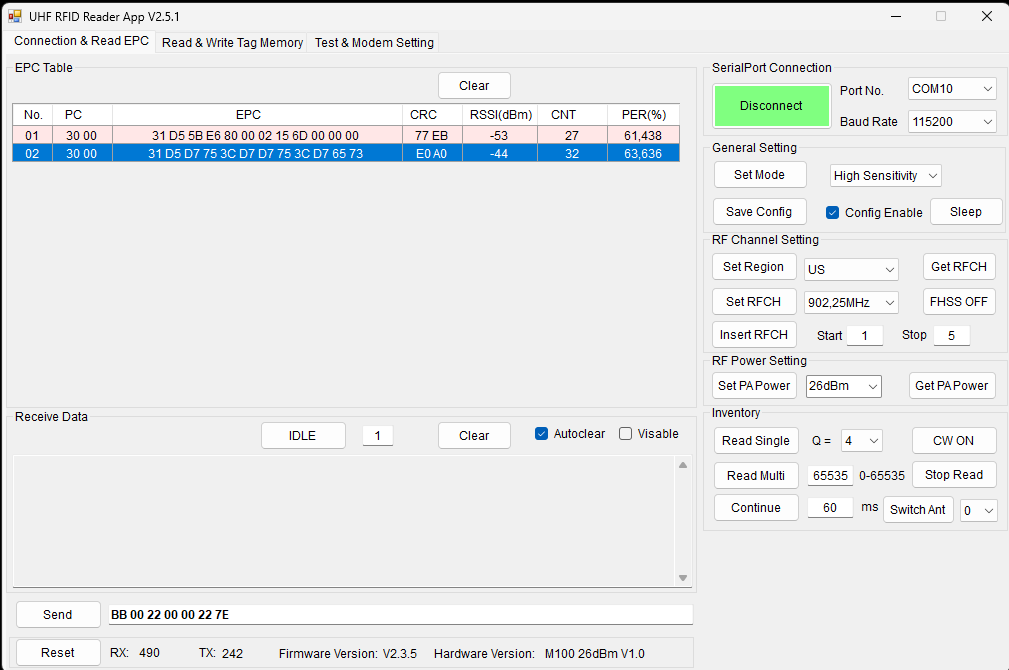 UHF RFID Reader App V2.5.1
Connection & Read EPC Read & Write Tag Memory Test & Modem Setting
EPC Table
Clear
No. PC EPC CRC RSSI(dBm) CNT PER(%)
01 30 00 31 D5 5B E6 80 00 02 15 6D 00 00 00 77 EB -53 27 61,438
02 30 00 31 D5 D7 75 3C D7 D7 75 3C D7 65 73 E0 A0 -44 32 63,636
Receive Data
IDLE 1 Clear Autoclear Visable
Send BB 00 22 00 00 22 7E
Reset RX: 490 TX: 242 Firmware Version: V2.3.5 Hardware Version: M100 26dBm V1.0
SerialPort Connection
Disconnect
Port No. COM10
Baud Rate 115200
General Setting
Set Mode High Sensitivity
Save Config Config Enable Sleep
RF Channel Setting
Set Region US Get RFCH
Set RFCH 902,25MHz FHSS OFF
Insert RFCH Start 1 Stop 5
RF Power Setting
Set PA Power 26dBm Get PA Power
Inventory
Read Single Q = 4 CW ON
Read Multi 65535 0-65535 Stop Read
Continue 60 ms Switch Ant 0